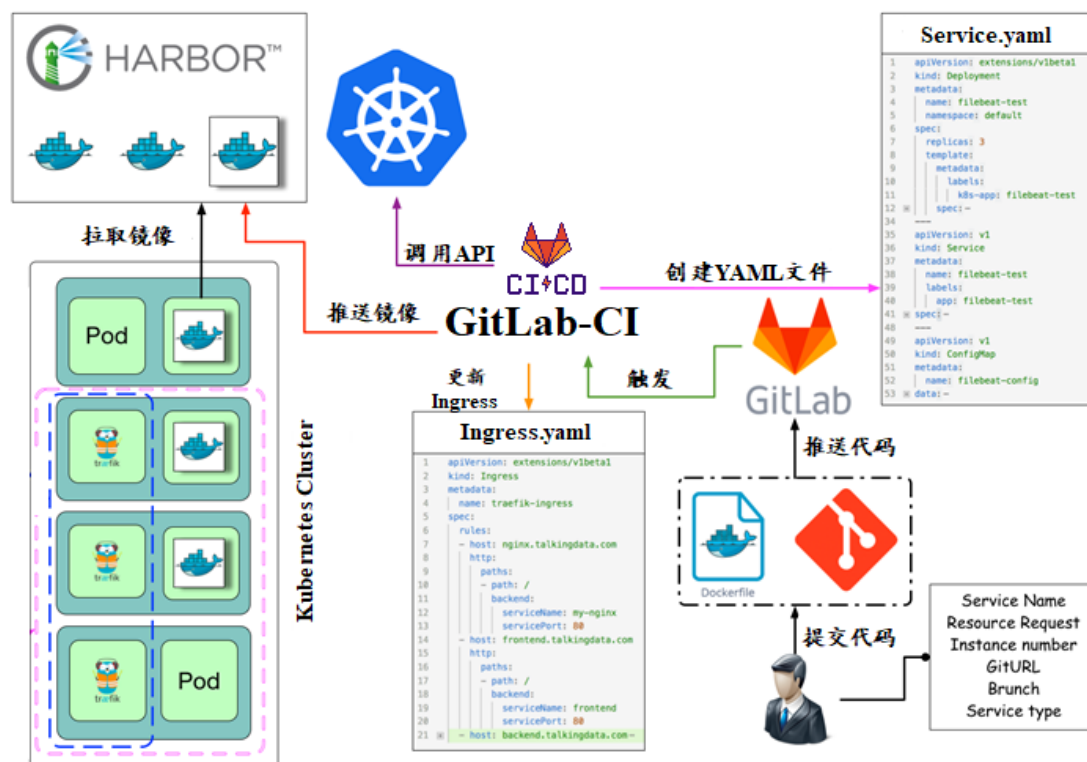 HARBOR™
拉取镜像
调用API
CI CD
GitLab-CI
推送镜像
创建YAML文件
触发
GitLab
更新
Ingress
推送代码
提交代码
Dockerfile
Service Name
Resource Request
Instance number
GitURL
Brunch
Service type
Kubernetes Cluster
Pod
træfik
træfik
træfik
Pod
Service.yaml
1 apiVersion: extensions/v1beta1
2 kind: Deployment
3 metadata:
4 name: filebeat-test
5 namespace: default
6 spec:
7 replicas: 3
8 template:
9 metadata:
10 labels:
11 k8s-app: filebeat-test
12 spec:-
34 ---
35 apiVersion: v1
36 kind: Service
37 metadata:
38 name: filebeat-test
39 labels:
40 app: filebeat-test
41 spec:-
48 ---
49 apiVersion: v1
50 kind: ConfigMap
51 metadata:
52 name: filebeat-config
53 data:-
Ingress.yaml
1 apiVersion: extensions/v1beta1
2 kind: Ingress
3 metadata:
4 name: traefik-ingress
5 spec:
6 rules:
7 - host: nginx.talkingdata.com
8 http:
9 paths:
10 - path: /
11 backend:
12 serviceName: my-nginx
13 servicePort: 80
14 - host: frontend.talkingdata.com
15 http:
16 paths:
17 - path: /
18 backend:
19 serviceName: frontend
20 servicePort: 80
21 - host: backend.talkingdata.com-